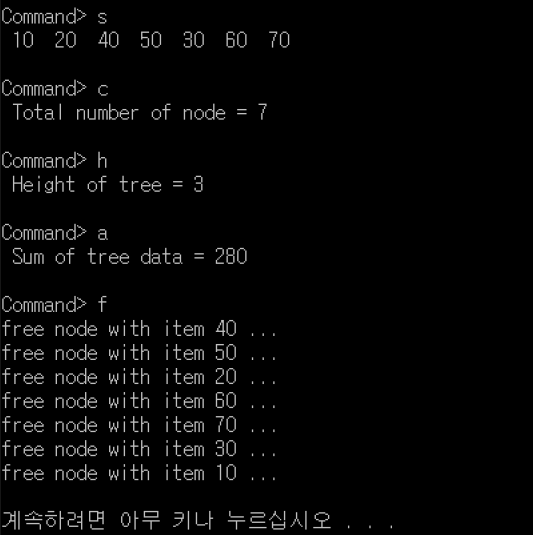 Command> s
 10  20  40  50  30  60  70
Command> c
 Total number of node = 7
Command> h
 Height of tree = 3
Command> a
 Sum of tree data = 280
Command> f
free node with item 40 ...
free node with item 50 ...
free node with item 20 ...
free node with item 60 ...
free node with item 70 ...
free node with item 30 ...
free node with item 10 ...
계속하려면 아무 키나 누르십시오 . . .